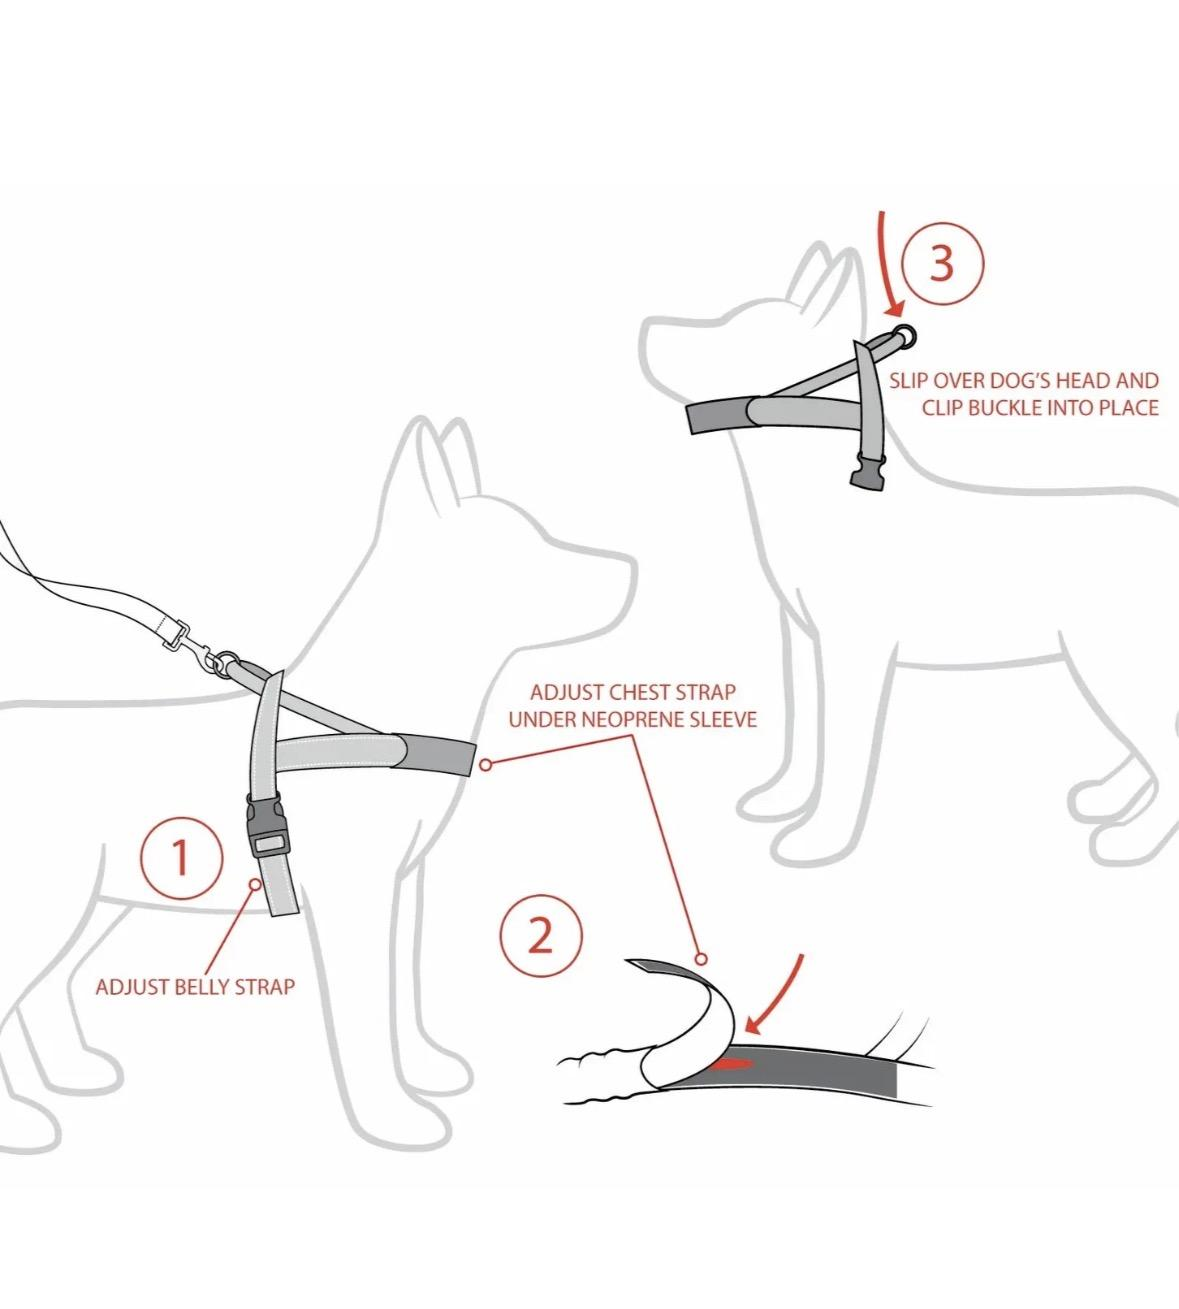 1
ADJUST BELLY STRAP
ADJUST CHEST STRAP
UNDER NEOPRENE SLEEVE
2
3
SLIP OVER DOG'S HEAD AND
CLIP BUCKLE INTO PLACE